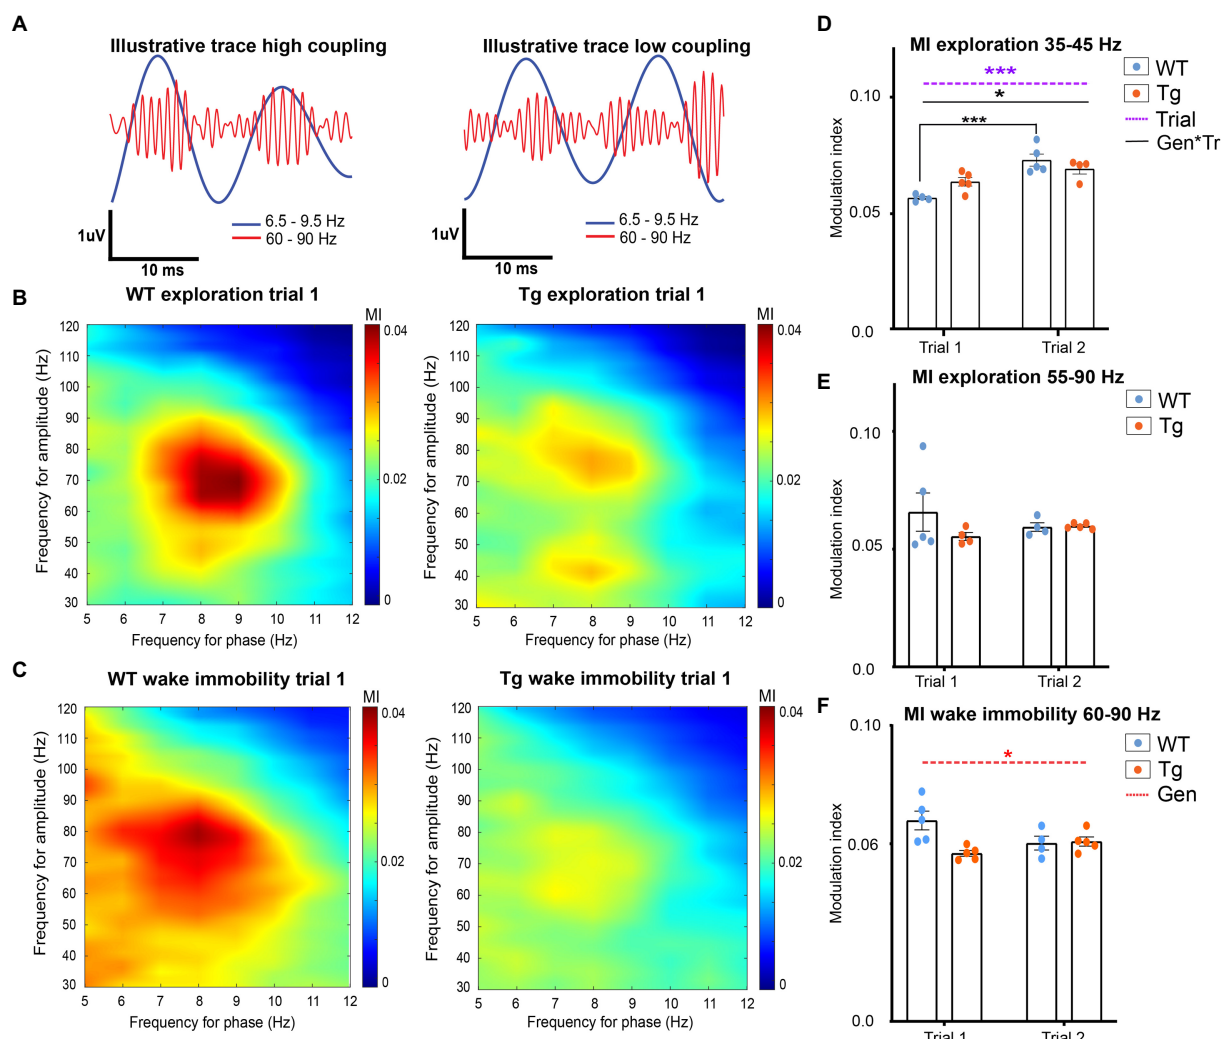 A
Illustrative trace high coupling
Illustrative trace low coupling
1uV
10 ms
6.5 - 9.5 Hz
60 - 90 Hz
1uV
10 ms
6.5 - 9.5 Hz
60 - 90 Hz
B
WT exploration trial 1
Frequency for amplitude (Hz)
120
110
100
90
80
70
60
50
40
30
5 6 7 8 9 10 11 12
Frequency for phase (Hz)
MI
0.04
0.02
0
Tg exploration trial 1
Frequency for amplitude (Hz)
120
110
100
90
80
70
60
50
40
30
5 6 7 8 9 10 11 12
Frequency for phase (Hz)
MI
0.04
0.02
0
C
WT wake immobility trial 1
Frequency for amplitude (Hz)
120
110
100
90
80
70
60
50
40
30
5 6 7 8 9 10 11 12
Frequency for phase (Hz)
MI
0.04
0.02
0
Tg wake immobility trial 1
Frequency for amplitude (Hz)
120
110
100
90
80
70
60
50
40
30
5 6 7 8 9 10 11 12
Frequency for phase (Hz)
MI
0.04
0.02
0
D
MI exploration 35-45 Hz
***
*
***
WT
Tg
Trial
Gen*Tr
Modulation index
0.10
0.05
0.0
Trial 1 Trial 2
E
MI exploration 55-90 Hz
WT
Tg
Modulation index
0.10
0.05
0.0
Trial 1 Trial 2
F
MI wake immobility 60-90 Hz
*
WT
Tg
Gen
Modulation index
0.10
0.06
0.0
Trial 1 Trial 2